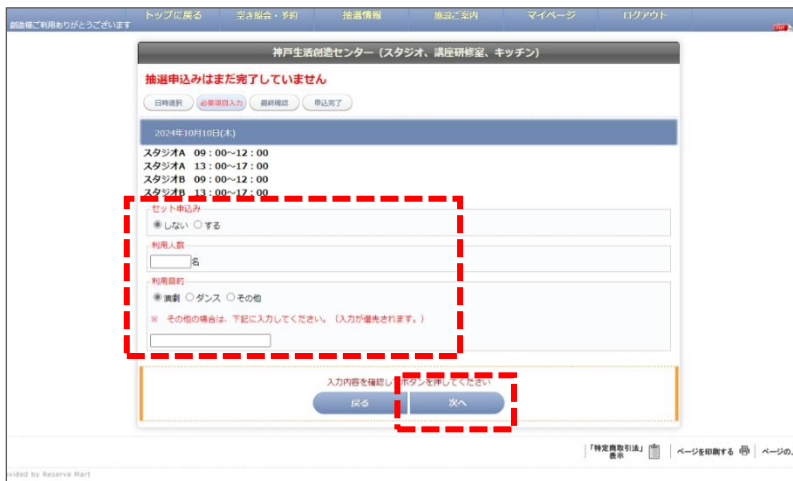 トップに戻る 空き照会・予約 抽選情報 施設ご案内 マイページ ログアウト
創造様ご利用ありがとうございます
神戸生活創造センター (スタジオ、講座研修室、キッチン)
抽選申込みはまだ完了していません
日時選択 必要項目入力 最終確認 申込完了
2024年10月10日(木)
スタジオA 09:00~12:00
スタジオA 13:00~17:00
スタジオB 09:00~12:00
スタジオB 13:00~17:00
セット申込み
しない する
利用人数
名
利用目的
演劇 ダンス その他
※ その他の場合は、下記に入力してください。(入力が優先されます。)
入力内容を確認してボタンを押してください
戻る 次へ
「特定商取引法」表示 ページを印刷する ページの
ovided by Reserve Mart